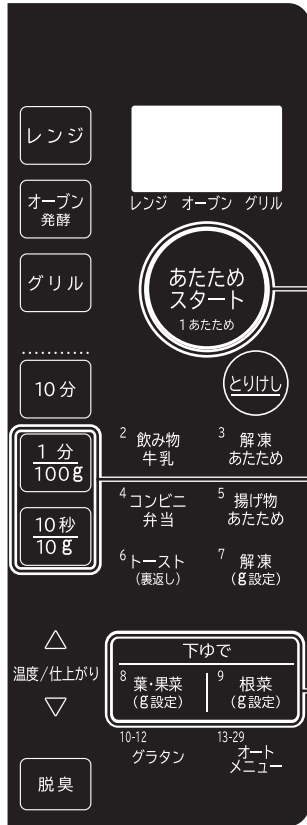 レンジ
オーブン
発酵
グリル
10分
1分
100g
10秒
10g
温度/仕上がり
脱臭
レンジ オーブン グリル
あたため
スタート
1あたため
とりけし
2 飲み物
牛乳
3 解凍
あたため
4 コンビニ
弁当
5 揚げ物
あたため
6 トースト
(裏返し)
7 解凍
(g設定)
下ゆで
8 葉・果菜
(g設定)
9 根菜
(g設定)
10-12
グラタン
13-29
オート
メニュー